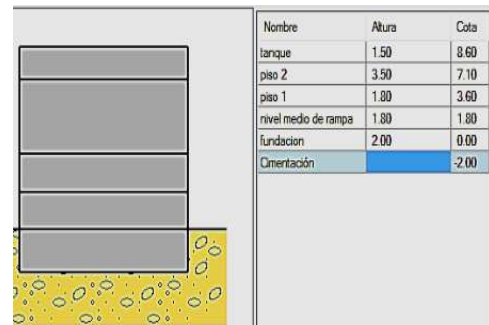 Nombre Altura Cota
tanque 1.50 8.60
piso 2 3.50 7.10
piso 1 1.80 3.60
nivel medio de rampa 1.80 1.80
fundacion 2.00 0.00
Cimentación -2.00